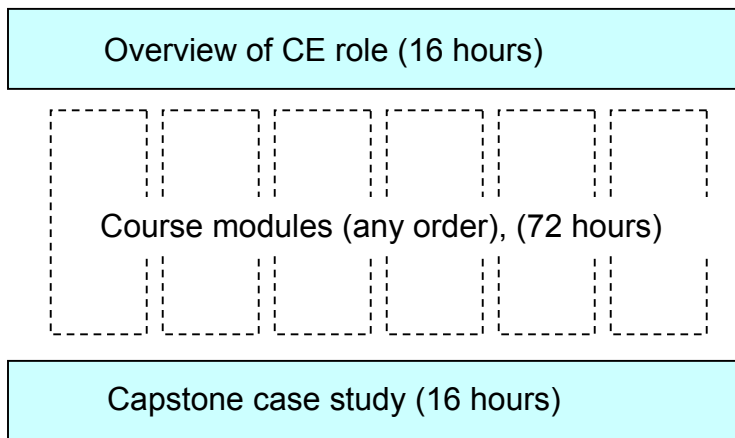 Overview of CE role (16 hours)
Course modules (any order), (72 hours)
Capstone case study (16 hours)